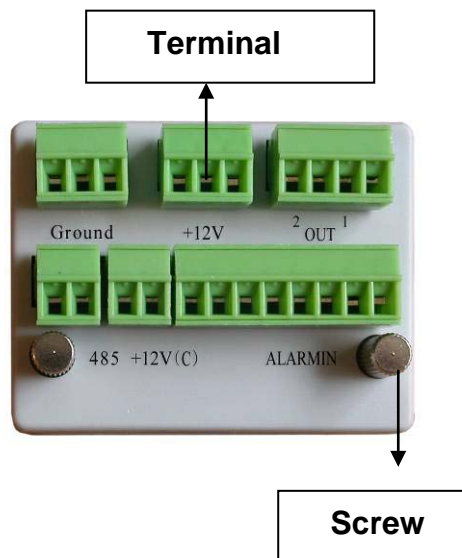 Terminal
Ground +12V 2 OUT 1
485 +12V(C) ALARMIN
Screw